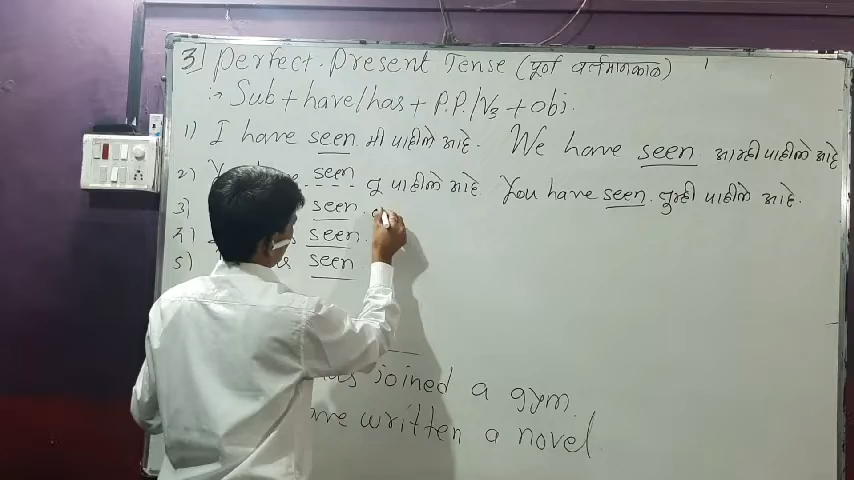 3] Perfect. Present Tense (पूर्ण वर्तमानकाळ)
:→ Sub + have/has + P.P./V3 + obj.
1) I have seen. मी पाहीले आहे. We have seen. आम्ही पाहीले आहे
2) seen तू पाहीले आहे. You have seen. तुम्ही पाहीले आहे.
3) seen.
४) seen.
5) seen
joined a gym.
written a novel.